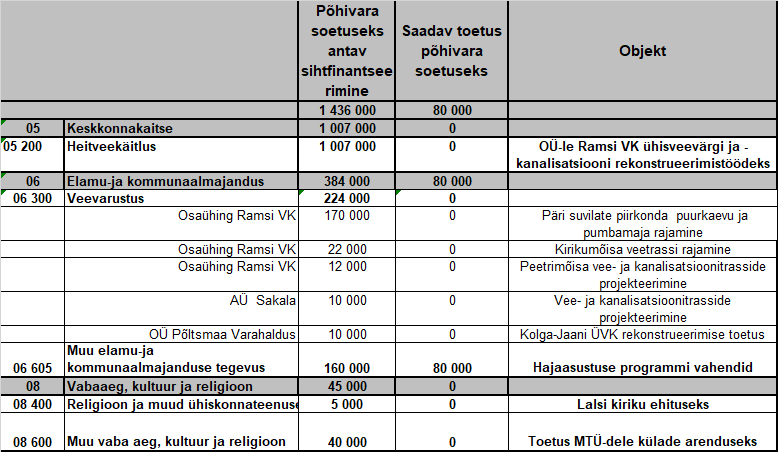 Põhivara soetuseks antav sihtfinantsee rimine | Saadav toetus põhivara soetuseks | Objekt
1 436 000 | 80 000
05 | Keskkonnakaitse | 1 007 000 | 0
05 200 | Heitveekäitlus | 1 007 000 | 0 | OÜ-le Ramsi VK ühisveevärgi ja -
kanalisatsiooni rekonstrueerimistöödeks
06 | Elamu-ja kommunaalmajandus | 384 000 | 80 000
06 300 | Veevarustus | 224 000 | 0
Osaühing Ramsi VK | 170 000 | 0 | Päri suvilate piirkonda puurkaevu ja
pumbamaja rajamine
Osaühing Ramsi VK | 22 000 | 0 | Kirikumõisa veetrassi rajamine
Osaühing Ramsi VK | 12 000 | 0 | Peetrimõisa vee- ja kanalisatsioonitrasside
projekteerimine
AÜ Sakala | 10 000 | 0 | Vee- ja kanalisatsioonitrasside
projekteerimine
OÜ Põltsmaa Varahaldus | 10 000 | 0 | Kolga-Jaani ÜVK rekonstrueerimise toetus
Muu elamu-ja
06 605 | kommunaalmajanduse tegevus | 160 000 | 80 000 | Hajaasustuse programmi vahendid
08 | Vabaaeg, kultuur ja religioon | 45 000 | 0
08 400 | Religioon ja muud ühiskonnateenuse | 5 000 | 0 | Lalsi kiriku ehituseks
08 600 | Muu vaba aeg, kultuur ja religioon | 40 000 | 0 | Toetus MTÜ-dele külade arenduseks